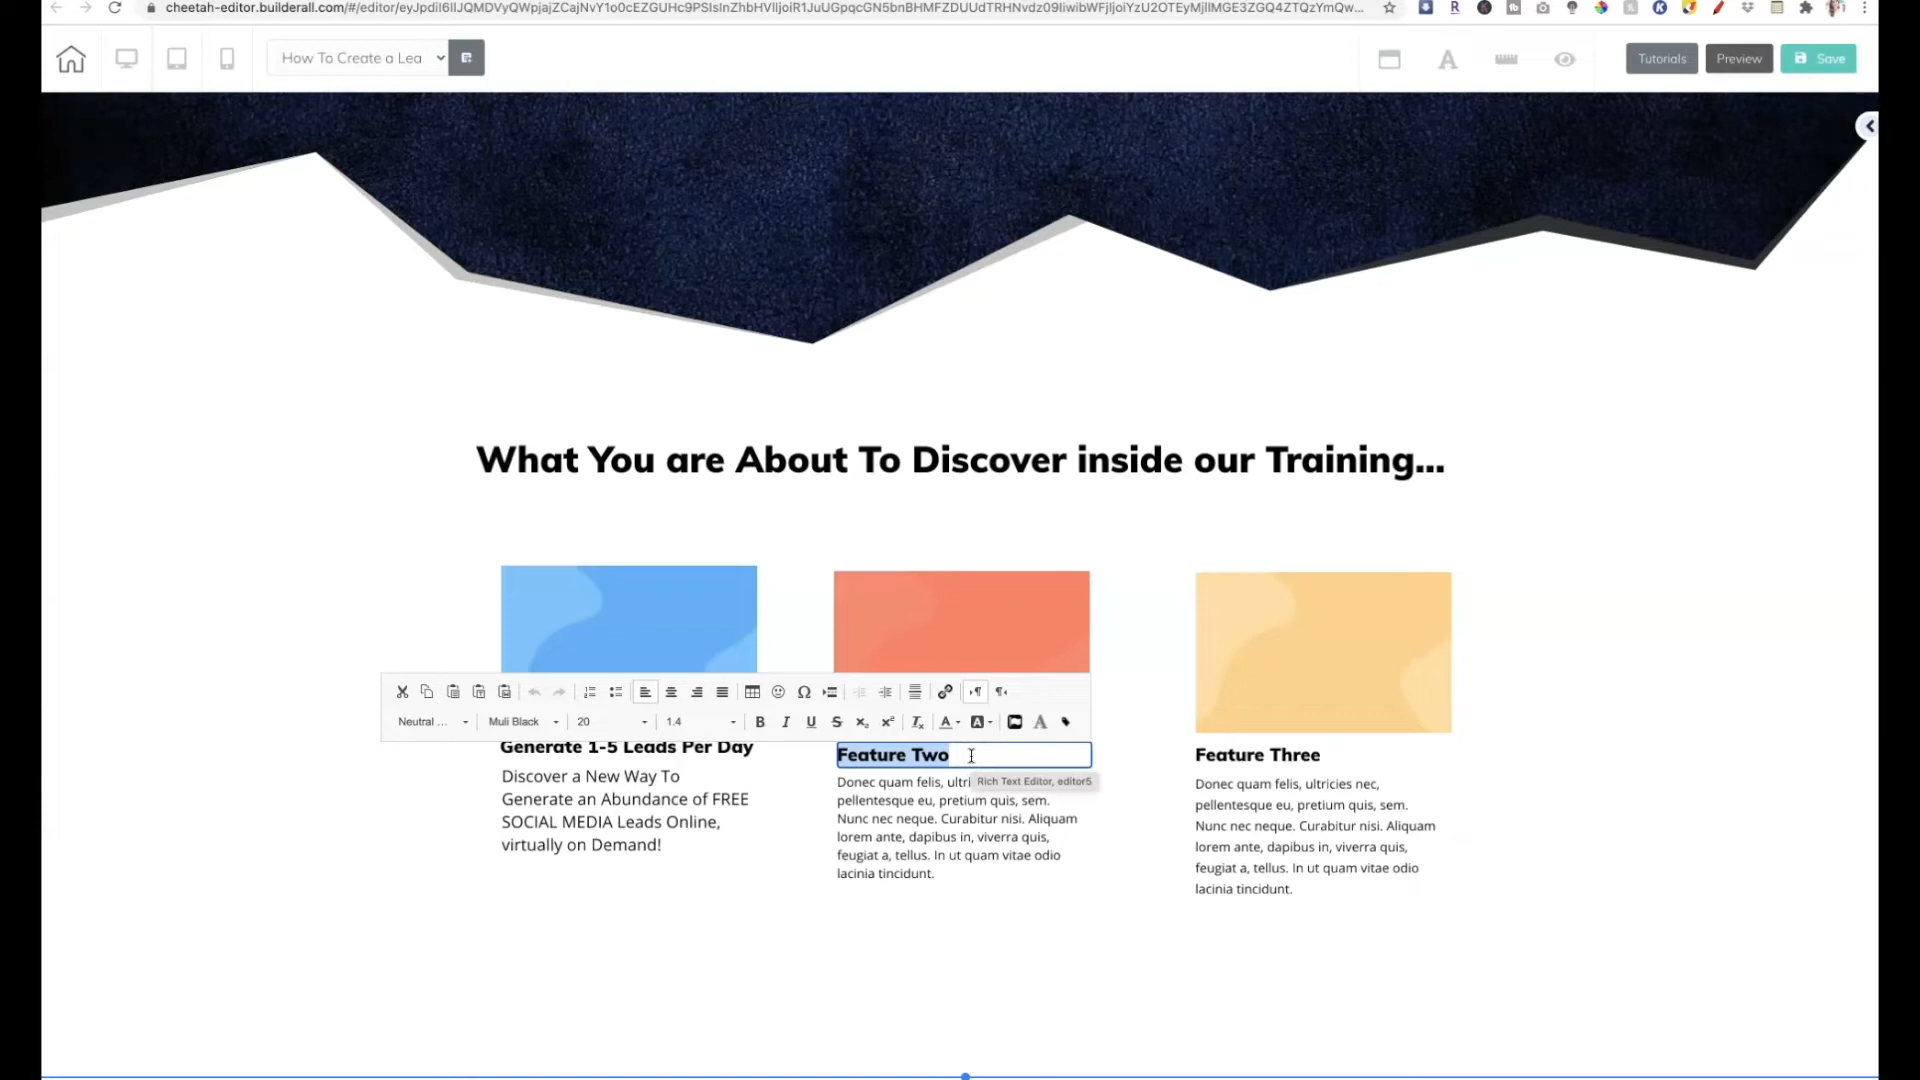 cheetah-editor.builderall.com/#/editor/
How To Create a Lea
Tutorials
Preview
Save
What You are About To Discover inside our Training...
Neutral ...
Muli Black
20
1.4
Generate 1-5 Leads Per Day
Discover a New Way To
Generate an Abundance of FREE
SOCIAL MEDIA Leads Online,
virtually on Demand!
Feature Two
Rich Text Editor, editor5
Donec quam felis, ultri
pellentesque eu, pretium quis, sem.
Nunc nec neque. Curabitur nisi. Aliquam
lorem ante, dapibus in, viverra quis,
feugiat a, tellus. In ut quam vitae odio
lacinia tincidunt.
Feature Three
Donec quam felis, ultricies nec,
pellentesque eu, pretium quis, sem.
Nunc nec neque. Curabitur nisi. Aliquam
lorem ante, dapibus in, viverra quis,
feugiat a, tellus. In ut quam vitae odio
lacinia tincidunt.